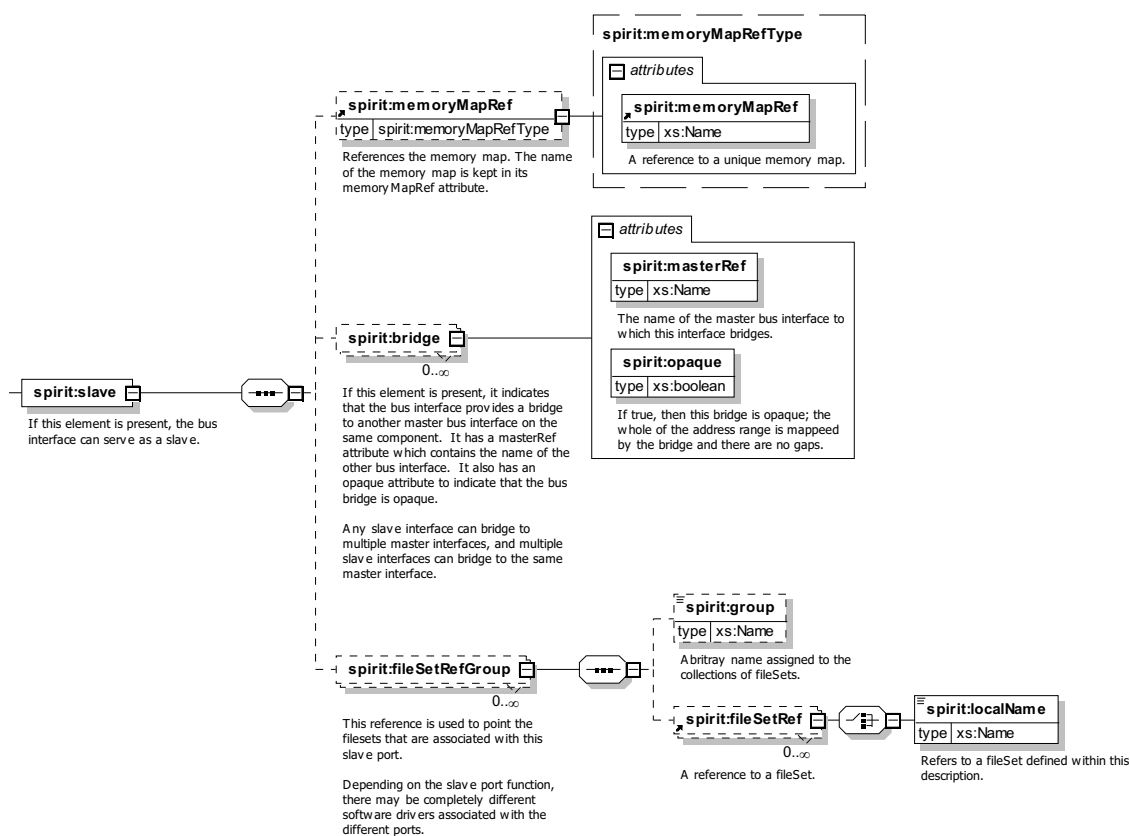 spirit:memoryMapRefType
attributes
spirit:memoryMapRef
type spirit:memoryMapRefType
References the memory map. The name
of the memory map is kept in its
memoryMapRef attribute.
spirit:memoryMapRef
type xs:Name
A reference to a unique memory map.
attributes
spirit:masterRef
type xs:Name
The name of the master bus interface to
which this interface bridges.
spirit:opaque
type xs:boolean
If true, then this bridge is opaque; the
whole of the address range is mappeed
by the bridge and there are no gaps.
spirit:bridge
0..∞
If this element is present, it indicates
that the bus interface provides a bridge
to another master bus interface on the
same component. It has a masterRef
attribute which contains the name of the
other bus interface. It also has an
opaque attribute to indicate that the bus
bridge is opaque.
Any slave interface can bridge to
multiple master interfaces, and multiple
slave interfaces can bridge to the same
master interface.
spirit:slave
If this element is present, the bus
interface can serve as a slave.
spirit:fileSetRefGroup
0..∞
This reference is used to point the
filesets that are associated with this
slave port.
Depending on the slave port function,
there may be completely different
software drivers associated with the
different ports.
spirit:group
type xs:Name
Abritray name assigned to the
collections of fileSets.
spirit:fileSetRef
0..∞
A reference to a fileSet.
spirit:localName
type xs:Name
Refers to a fileSet defined within this
description.